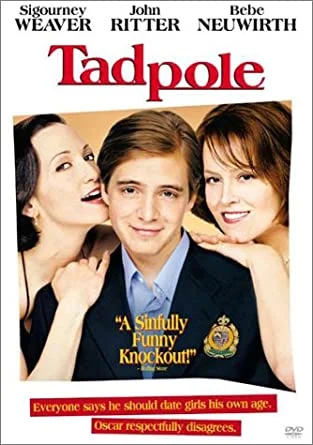 Sigourney John Bebe
WEAVER RITTER NEUWIRTH
Tadpole
"A Sinfully
Funny
Knockout!"
Everyone says he should date girls his own age.
Oscar respectfully disagrees.
DVD